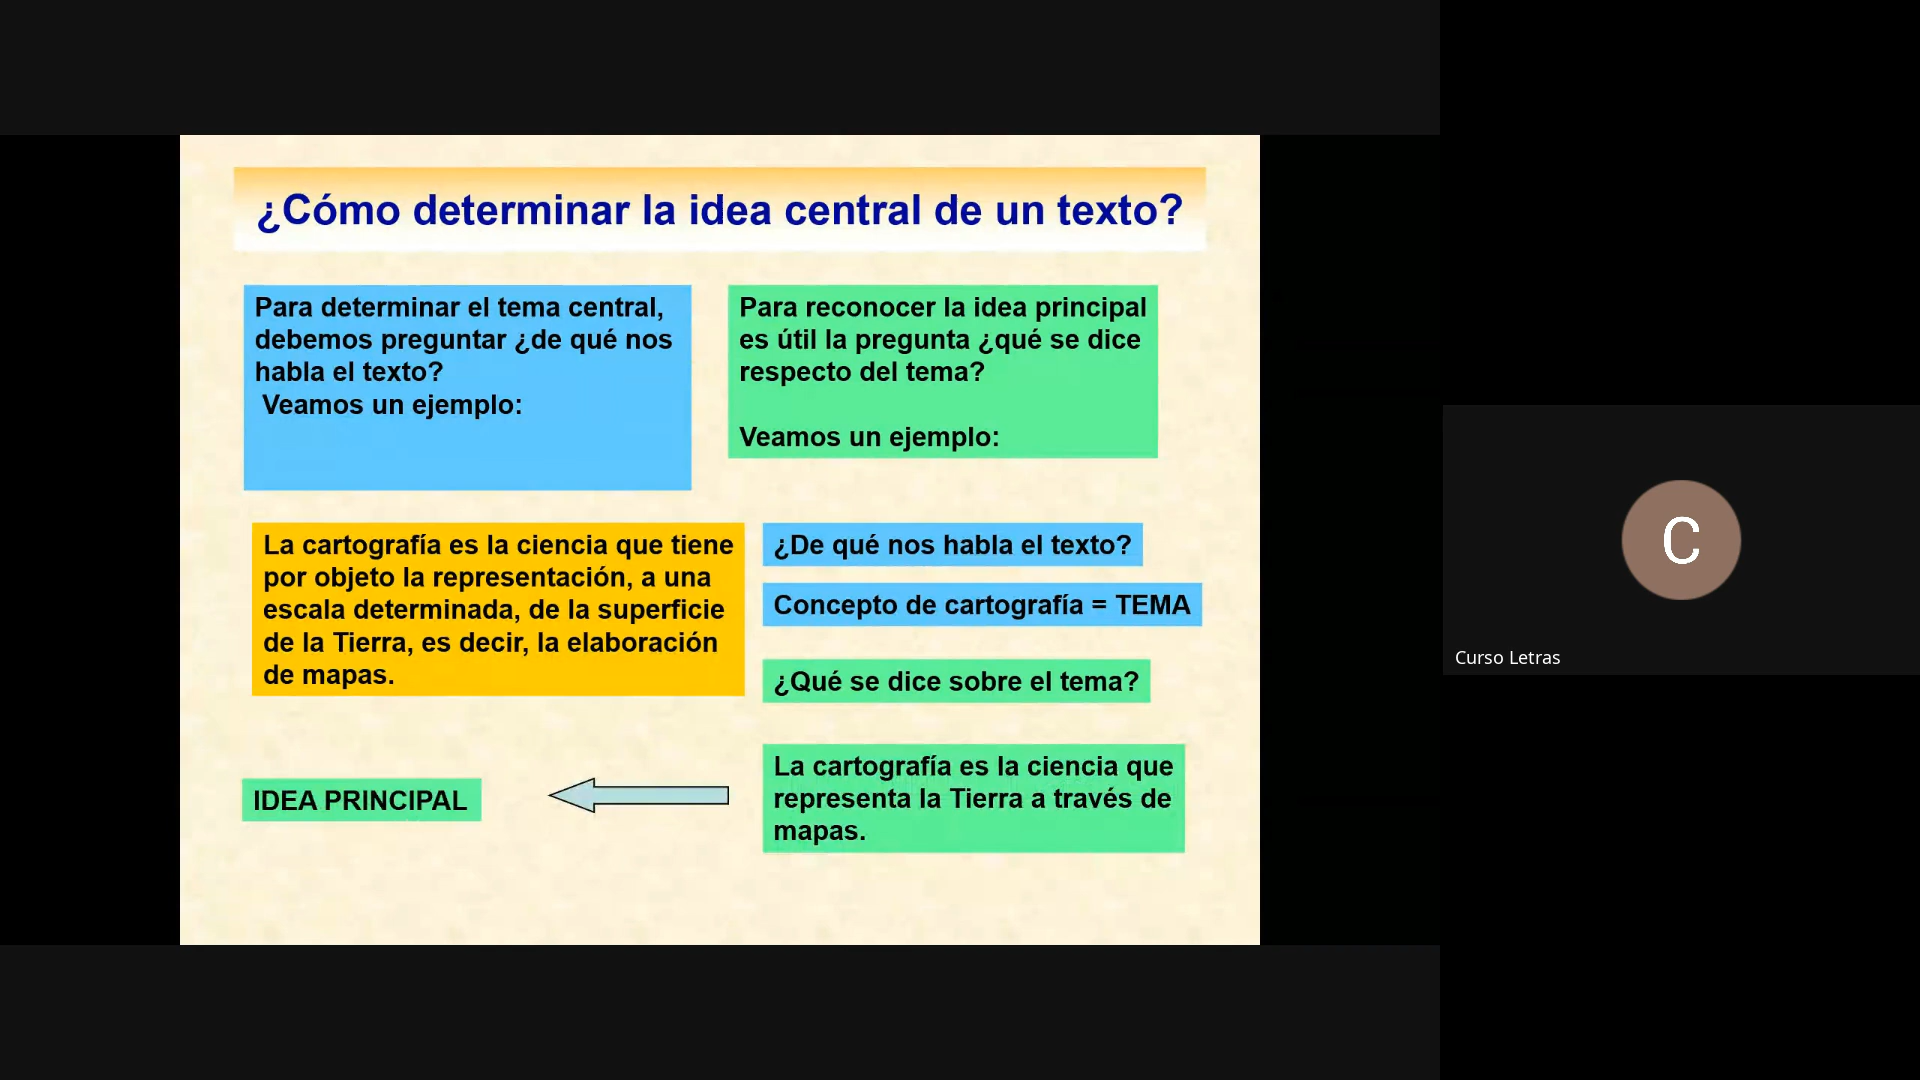 ¿Cómo determinar la idea central de un texto?
Para determinar el tema central,
debemos preguntar ¿de qué nos
habla el texto?
Veamos un ejemplo:
Para reconocer la idea principal
es útil la pregunta ¿qué se dice
respecto del tema?
Veamos un ejemplo:
La cartografía es la ciencia que tiene
por objeto la representación, a una
escala determinada, de la superficie
de la Tierra, es decir, la elaboración
de mapas.
¿De qué nos habla el texto?
Concepto de cartografía = TEMA
¿Qué se dice sobre el tema?
La cartografía es la ciencia que
representa la Tierra a través de
mapas.
IDEA PRINCIPAL
C
Curso Letras